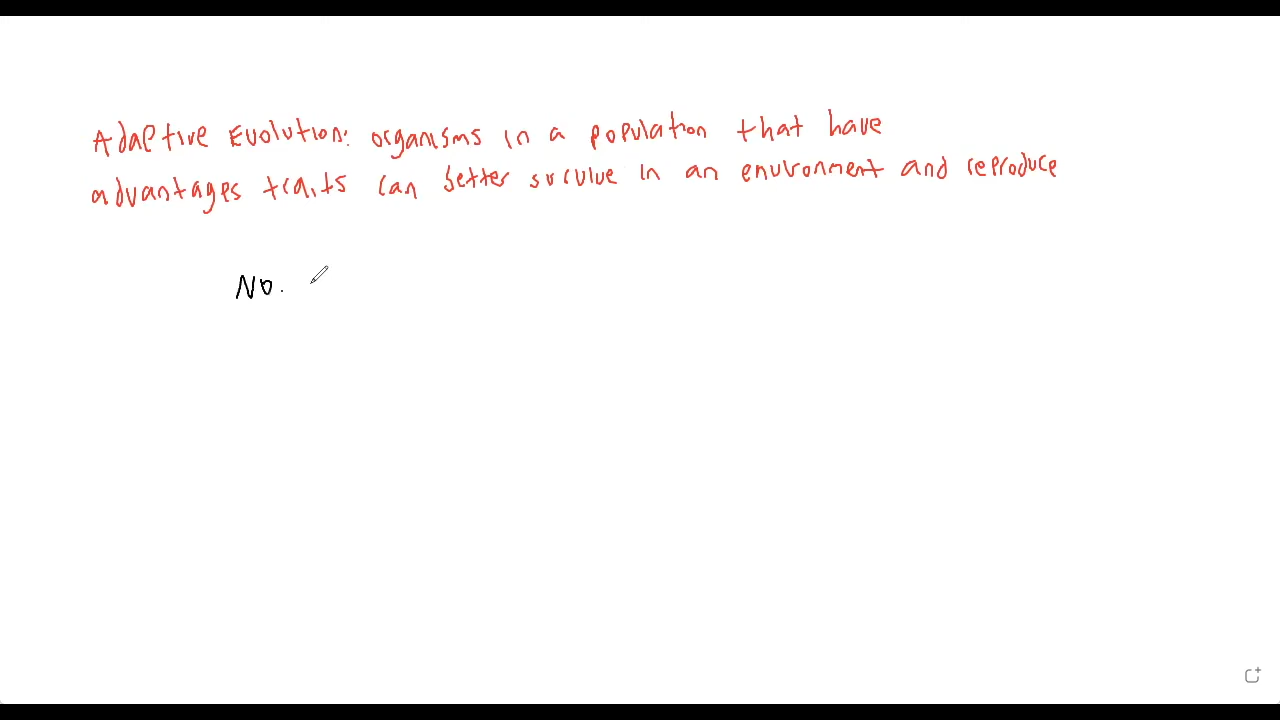 Adaptive Evolution: organisms in a population that have
advantages traits can better survive in an environment and reproduce
No.